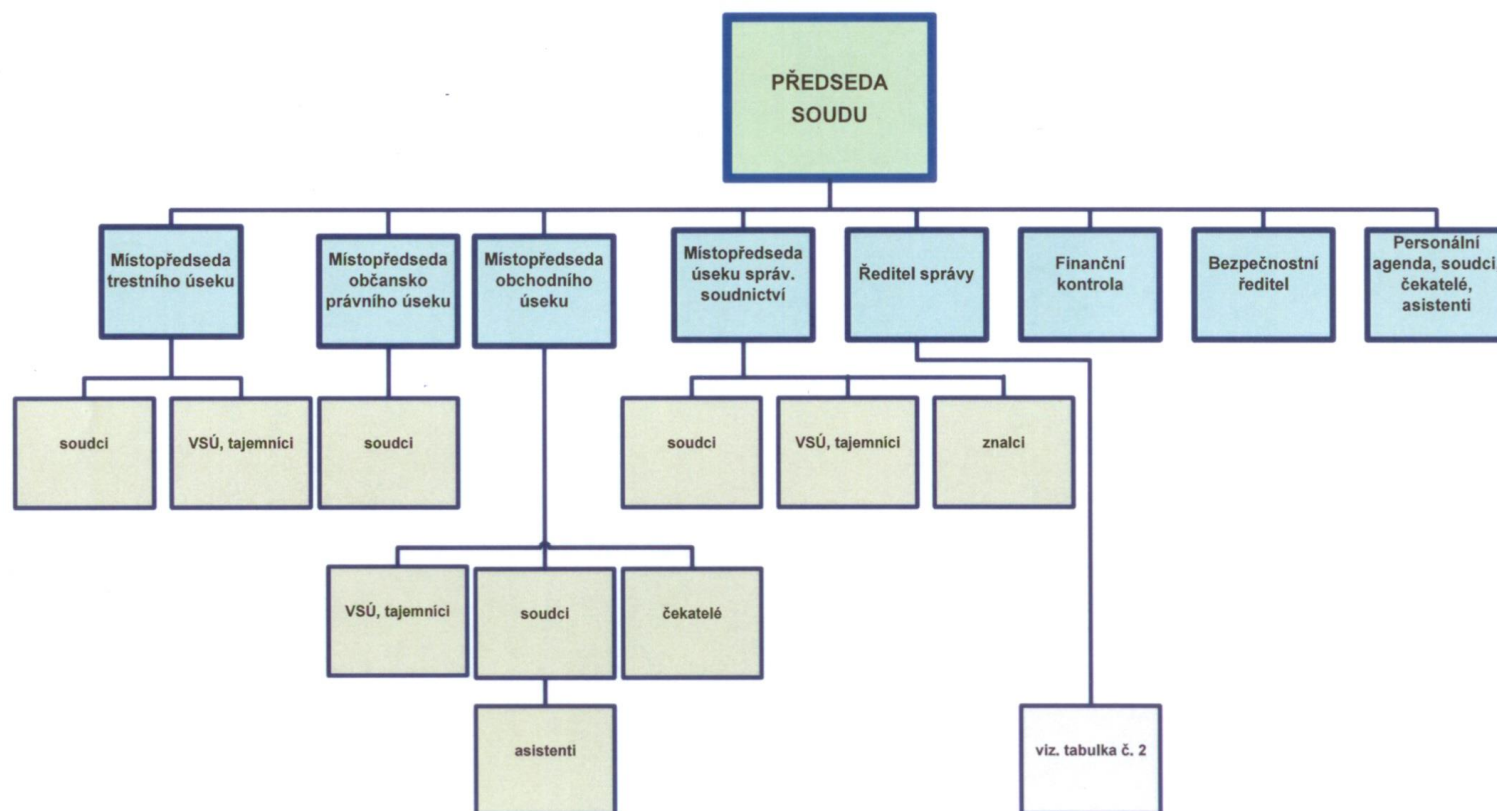 PŘEDSEDA
SOUDU
Místopředseda
trestního úseku
Místopředseda
občansko
právního úseku
Místopředseda
obchodního
úseku
Místopředseda
úseku správ.
soudnictví
Ředitel správy
Finanční
kontrola
Bezpečnostní
ředitel
Personální
agenda, soudci,
čekatelé,
asistenti
soudci
VSÚ, tajemníci
soudci
soudci
VSÚ, tajemníci
znalci
VSÚ, tajemníci
soudci
čekatelé
asistenti
viz. tabulka č. 2